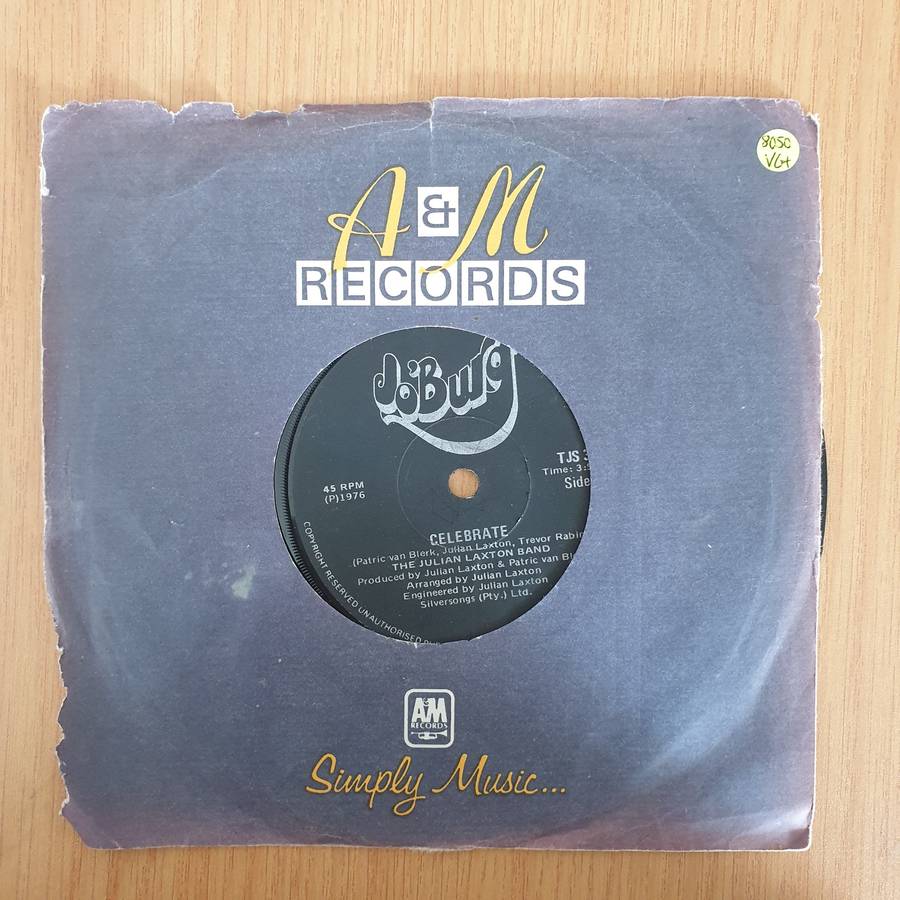 8050
VG+
A & M
RECORDS
Jo'Burg
TJS 3
45 RPM
Time: 3:
(P)1976
Side
CELEBRATE
(Patric van Blerk, Julian Laxton, Trevor Rabin
THE JULIAN LAXTON BAND
Produced by Julian Laxton & Patric van Bl
Arranged by Julian Laxton
Engineered by Julian Laxton
Silversongs (Pty.) Ltd.
COPYRIGHT RESERVED UNAUTHORISED
A&M
RECORDS
Simply Music...